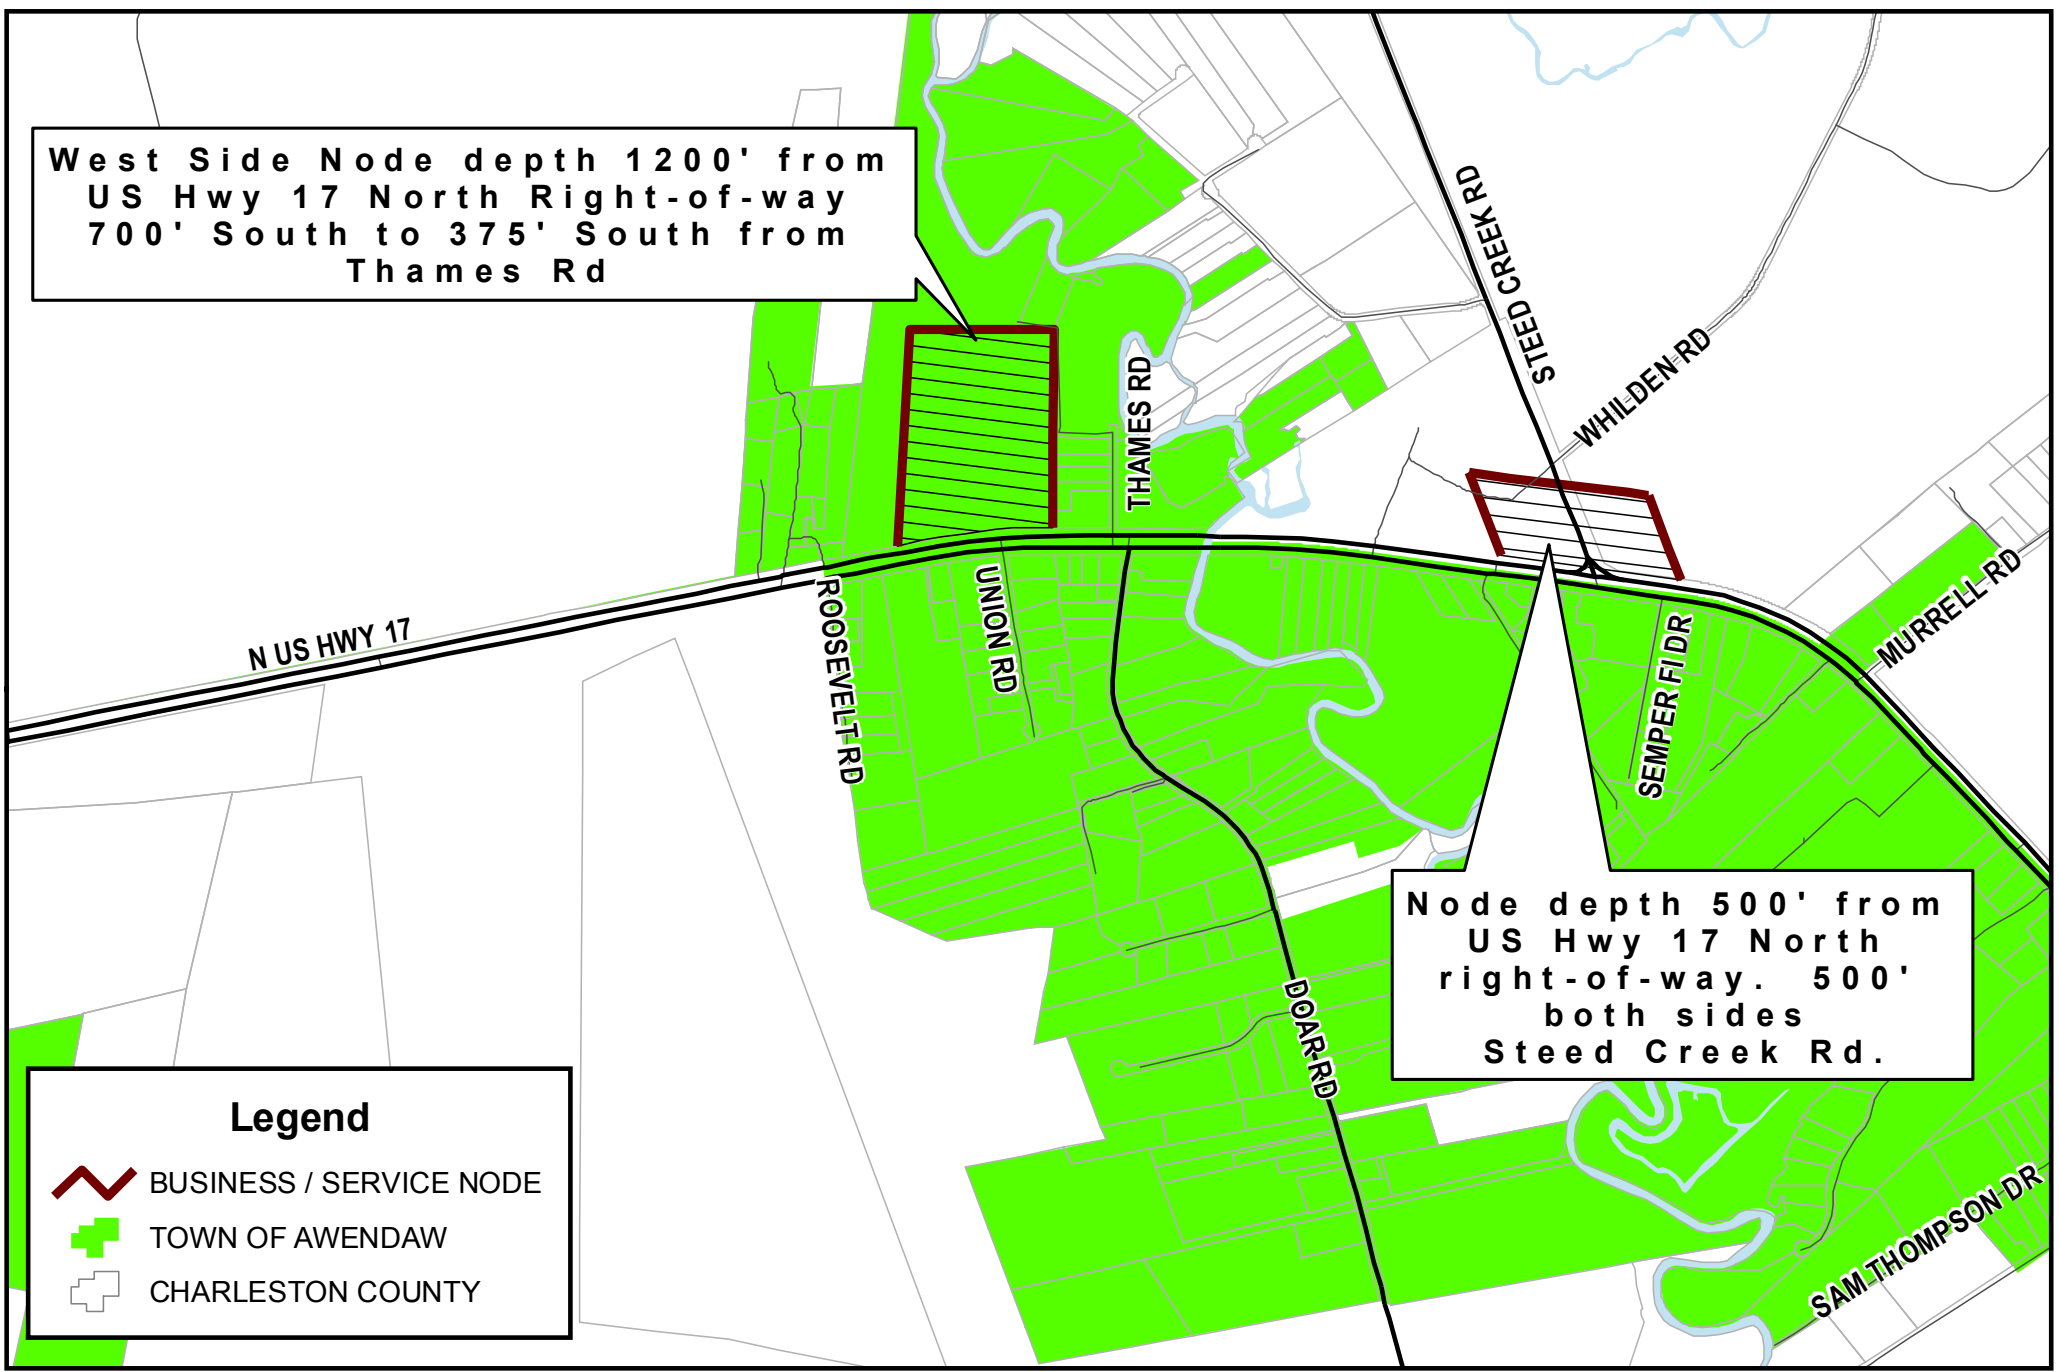 West Side Node depth 1200' from
US Hwy 17 North Right-of-way
700' South to 375' South from
Thames Rd
STEED CREEK RD
WHILDEN RD
THAMES RD
MURRELL RD
N US HWY 17
ROOSEVELT RD
UNION RD
SEMPER FI DR
Node depth 500' from
US Hwy 17 North
right-of-way. 500'
both sides
Steed Creek Rd.
DOAR RD
SAM THOMPSON DR
Legend
BUSINESS / SERVICE NODE
TOWN OF AWENDAW
CHARLESTON COUNTY